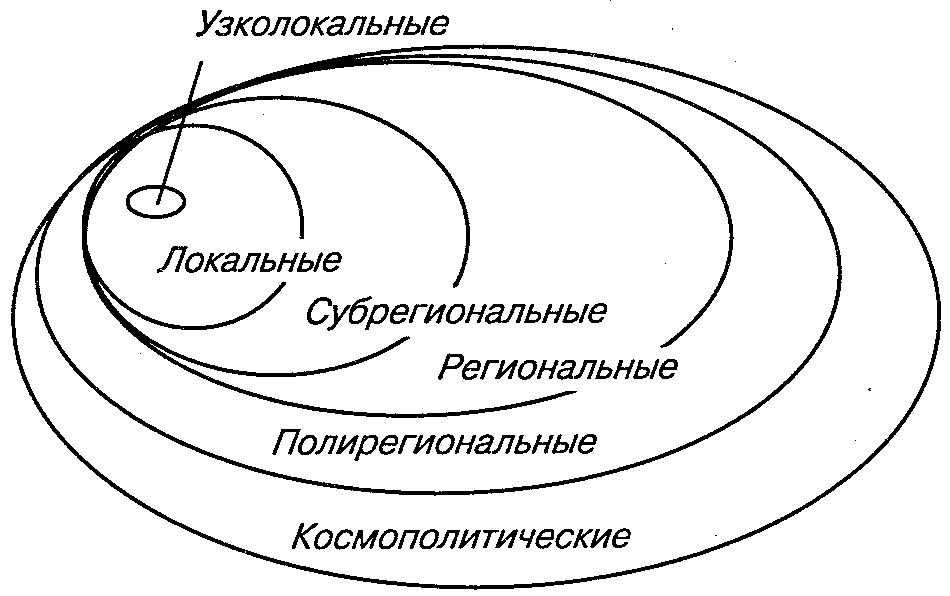 Узколокальные
Локальные
Субрегиональные
Региональные
Полирегиональные
Космополитические